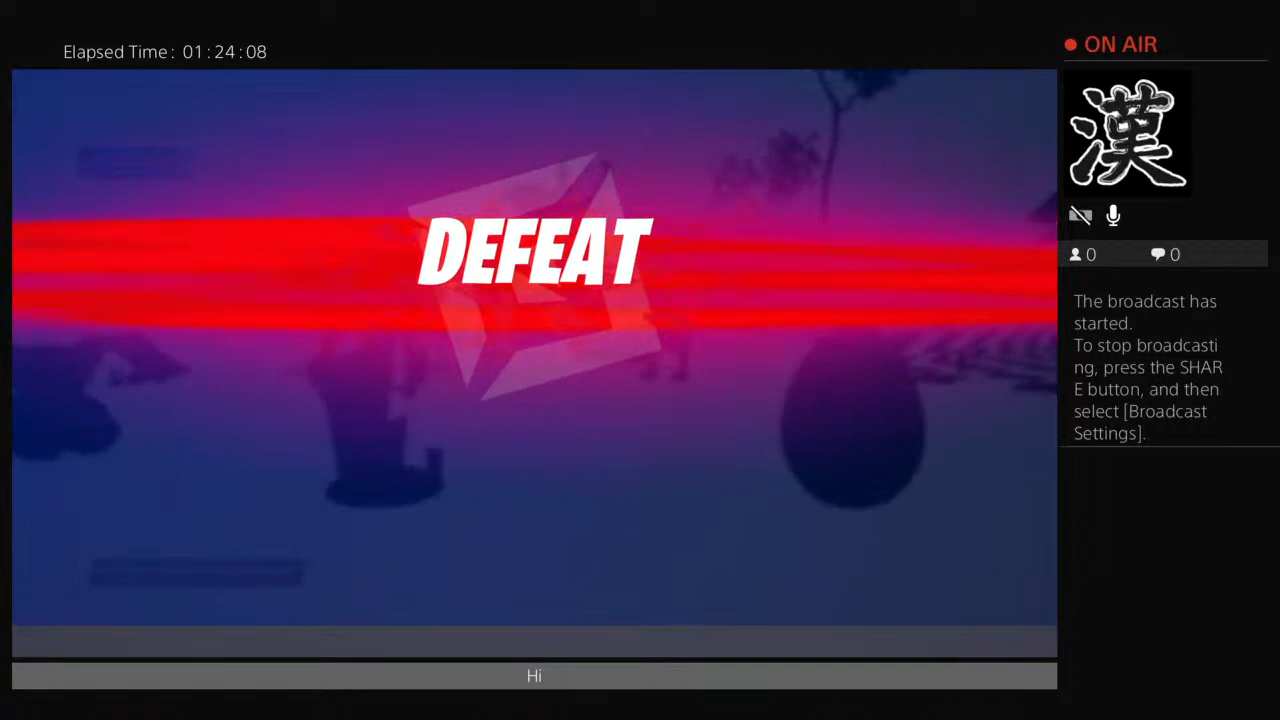 Elapsed Time: 01:24:08
ON AIR
漢
DEFEAT
0 0
The broadcast has
started.
To stop broadcasti
ng, press the SHAR
E button, and then
select [Broadcast
Settings].
Hi